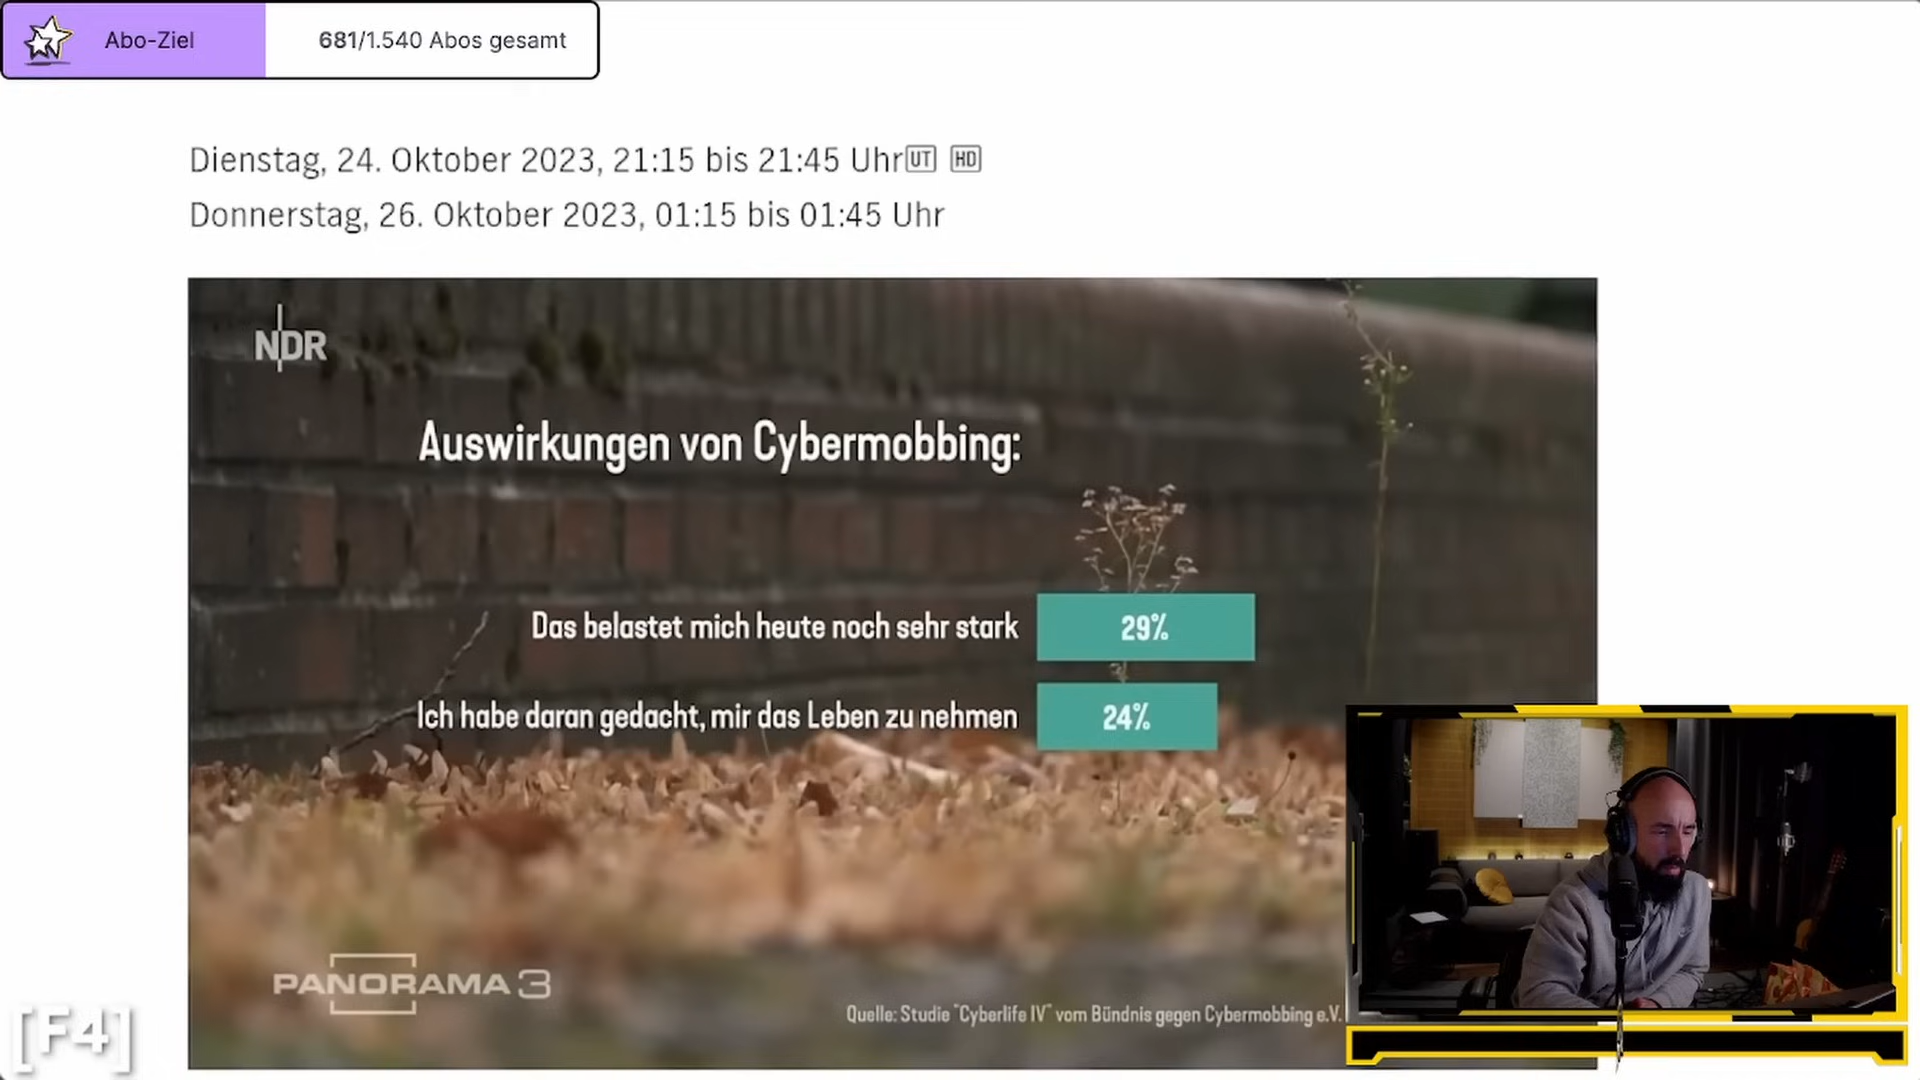 Abo-Ziel
681/1.540 Abos gesamt
Dienstag, 24. Oktober 2023, 21:15 bis 21:45 Uhr UT HD
Donnerstag, 26. Oktober 2023, 01:15 bis 01:45 Uhr
NDR
Auswirkungen von Cybermobbing:
Das belastet mich heute noch sehr stark 29%
Ich habe daran gedacht, mir das Leben zu nehmen 24%
PANORAMA 3
Quelle: Studie "Cyberlife IV" vom Bündnis gegen Cybermobbing e.V.
[F4]